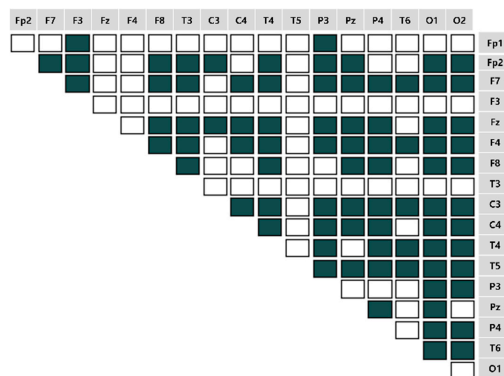 Fp2 F7 F3 Fz F4 F8 T3 C3 C4 T4 T5 P3 Pz P4 T6 O1 O2
Fp1
Fp2
F7
F3
Fz
F4
F8
T3
C3
C4
T4
T5
P3
Pz
P4
T6
O1